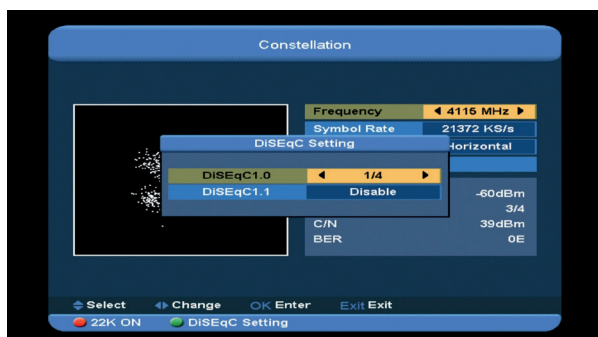 Constellation
Frequency 4115 MHz
Symbol Rate 21372 KS/s
Horizontal
DiSEqC Setting
DiSEqC1.0 1/4
DiSEqC1.1 Disable
-60dBm
3/4
C/N 39dBm
BER 0E
Select Change OK Enter Exit Exit
22K ON DiSEqC Setting